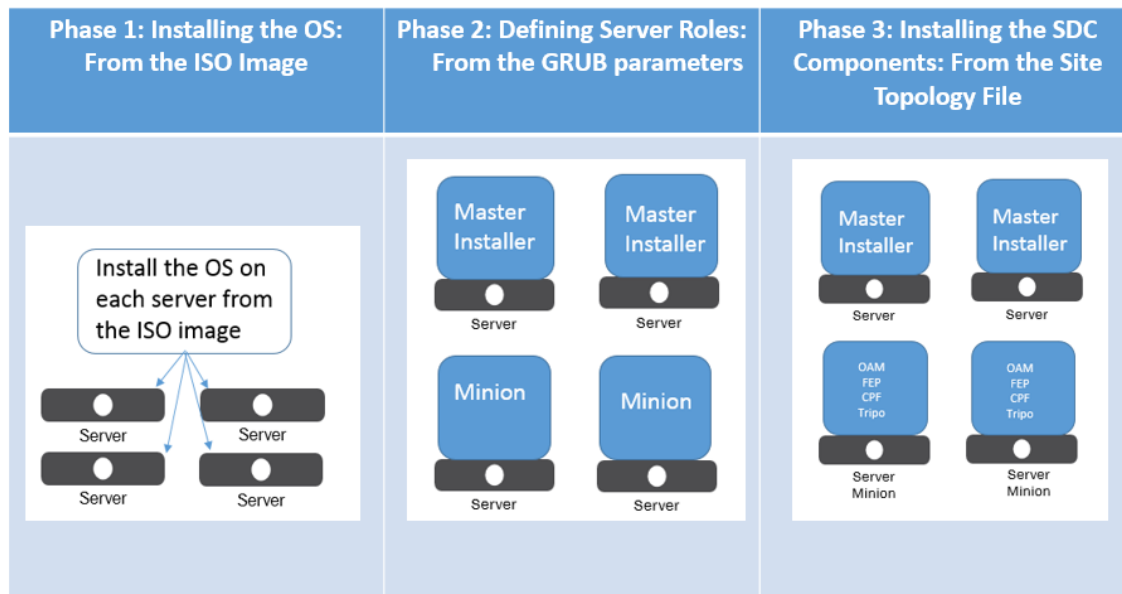 Phase 1: Installing the OS:
From the ISO Image
Phase 2: Defining Server Roles:
From the GRUB parameters
Phase 3: Installing the SDC
Components: From the Site
Topology File
Install the OS on
each server from
the ISO image
Server
Server
Server
Server
Master
Installer
Server
Master
Installer
Server
Minion
Server
Minion
Server
Master
Installer
Server
Master
Installer
Server
OAM
FEP
CPF
Tripo
Server
Minion
OAM
FEP
CPF
Tripo
Server
Minion